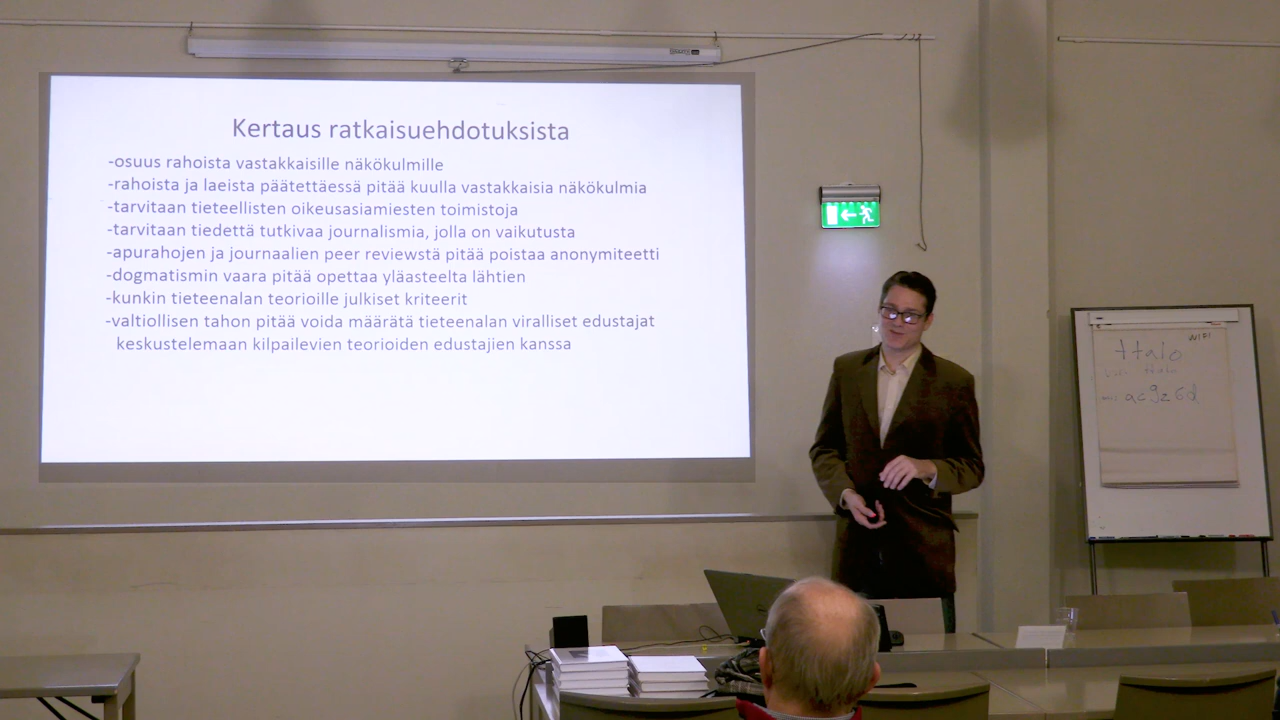 Kertaus ratkaisuehdotuksista
-osuus rahoista vastakkaisille näkökulmille
-rahoista ja laeista päätettäessä pitää kuulla vastakkaisia näkökulmia
-tarvitaan tieteellisten oikeusasiamiesten toimistoja
-tarvitaan tiedettä tutkivaa journalismia, jolla on vaikutusta
-apurahojen ja journaalien peer reviewstä pitää poistaa anonymiteetti
-dogmatismin vaara pitää opettaa yläasteelta lähtien
-kunkin tieteenalan teorioille julkiset kriteerit
-valtiollisen tahon pitää voida määrätä tieteenalan viralliset edustajat
keskustelemaan kilpailevien teorioiden edustajien kanssa
WIFI